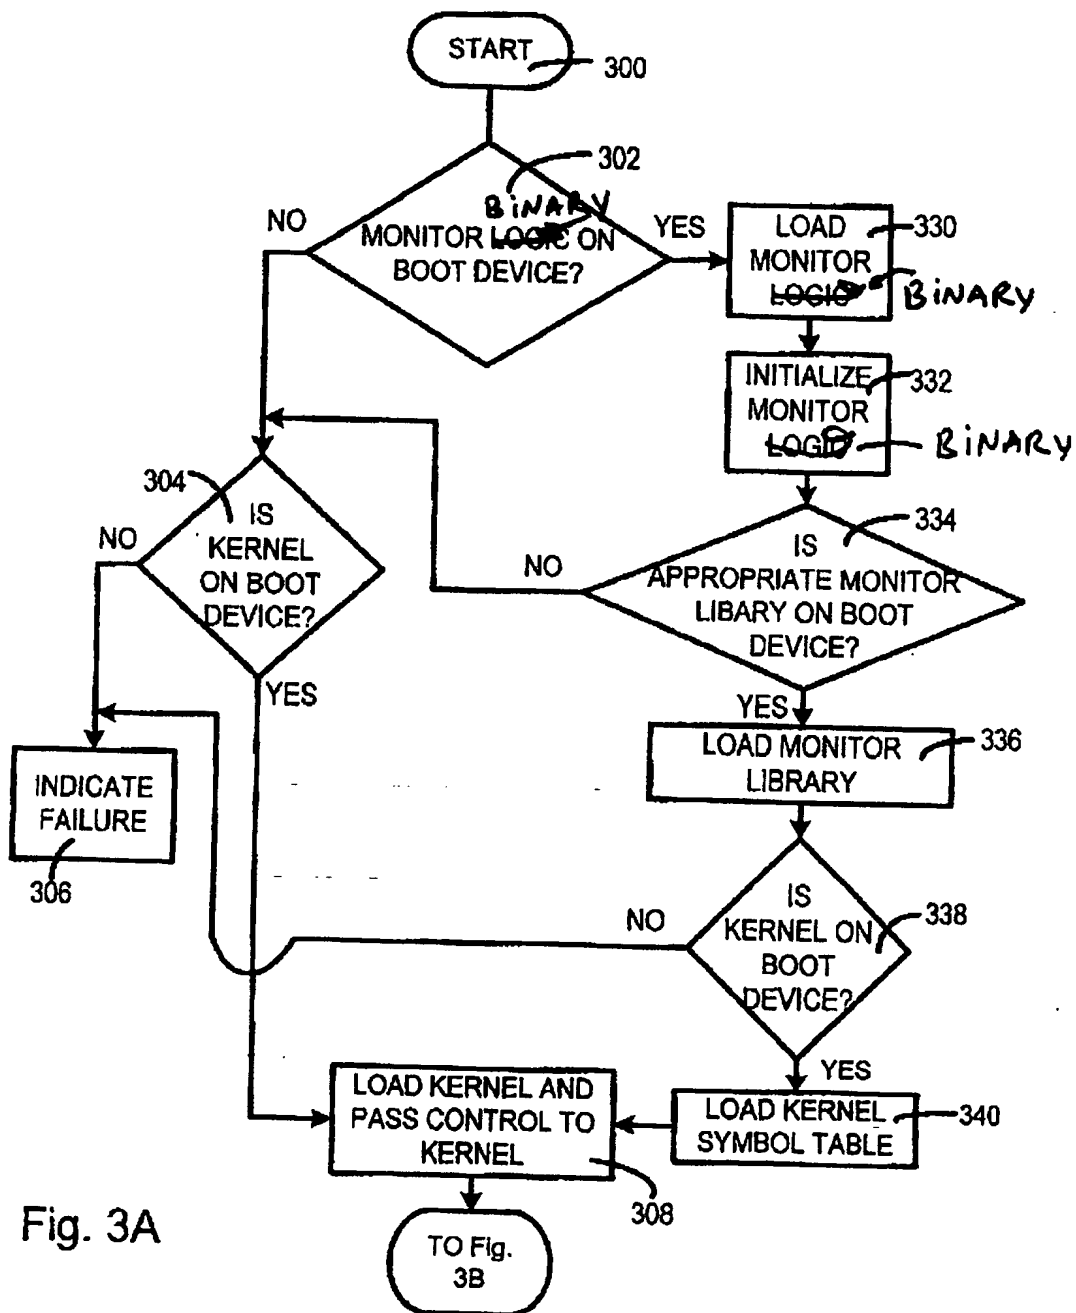 START
300
302
BINARY
NO
MONITOR LOGIC ON
BOOT DEVICE?
YES
LOAD
MONITOR
LOGIC
330
BINARY
INITIALIZE
MONITOR
LOGIC
332
BINARY
304
IS
KERNEL
ON BOOT
DEVICE?
NO
YES
334
IS
APPROPRIATE MONITOR
LIBARY ON BOOT
DEVICE?
NO
YES
LOAD MONITOR
LIBRARY
336
INDICATE
FAILURE
306
IS
KERNEL ON
BOOT
DEVICE?
338
NO
YES
LOAD KERNEL AND
PASS CONTROL TO
KERNEL
308
LOAD KERNEL
SYMBOL TABLE
340
Fig. 3A
TO Fig.
3B